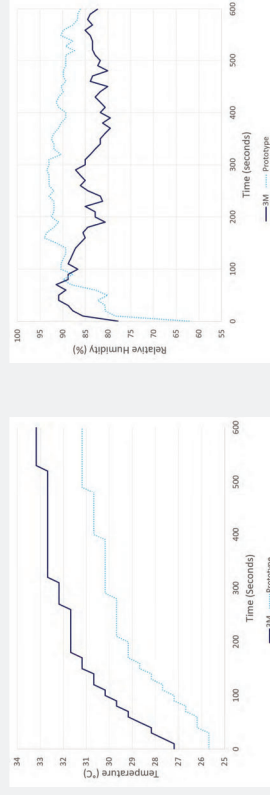 34
33
32
31
30
29
28
27
26
25
Temperature (°C)
0 100 200 300 400 500 600
Time (Seconds)
3M Prototype
100
95
90
85
80
75
70
65
60
55
Relative Humidity (%)
0 100 200 300 400 500 600
Time (seconds)
3M Prototype